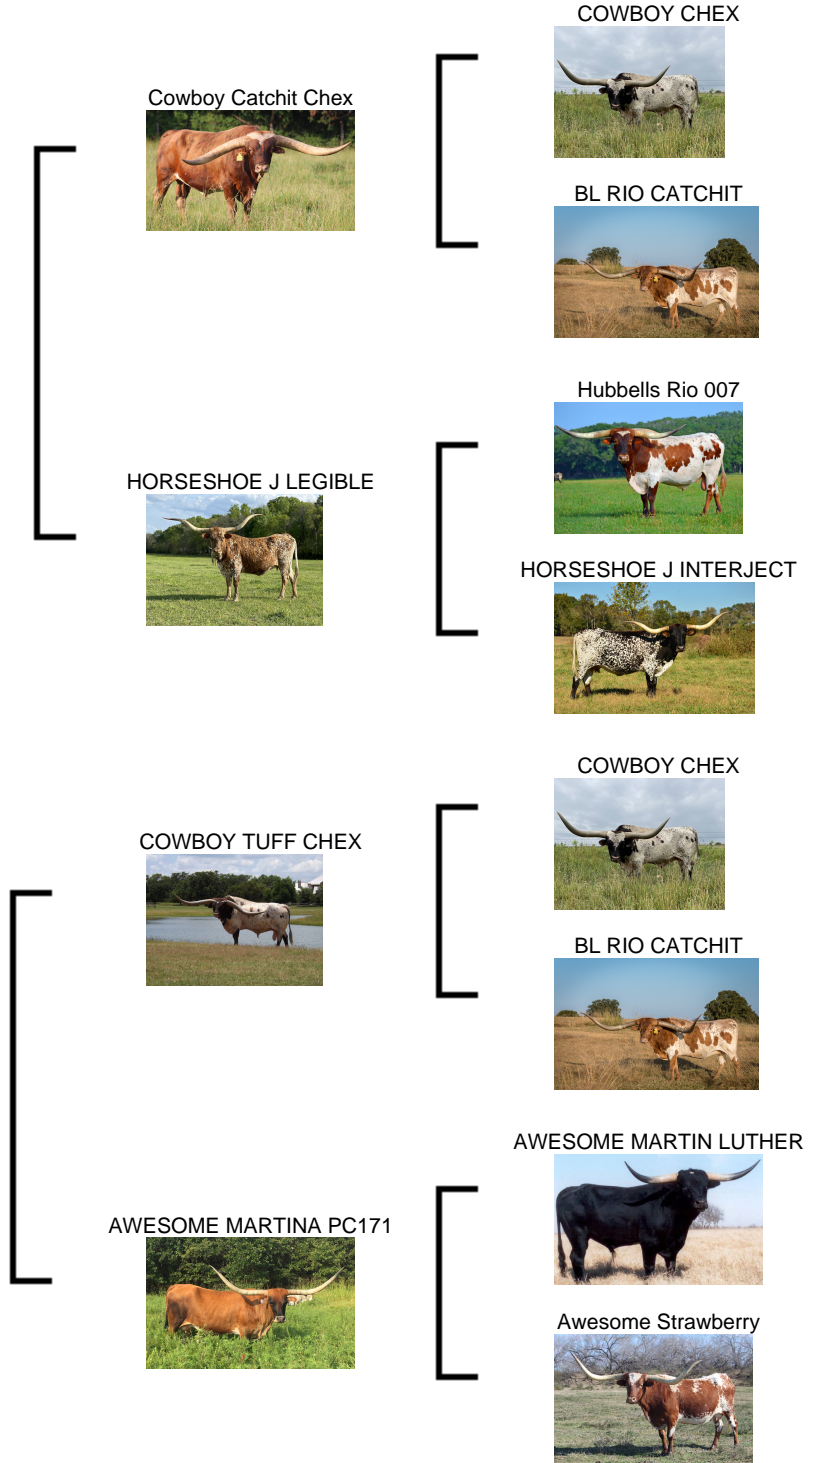 COWBOY CHEX
Cowboy Catchit Chex
BL RIO CATCHIT
Hubbells Rio 007
HORSESHOE J LEGIBLE
HORSESHOE J INTERJECT
COWBOY CHEX
COWBOY TUFF CHEX
BL RIO CATCHIT
AWESOME MARTIN LUTHER
AWESOME MARTINA PC171
Awesome Strawberry